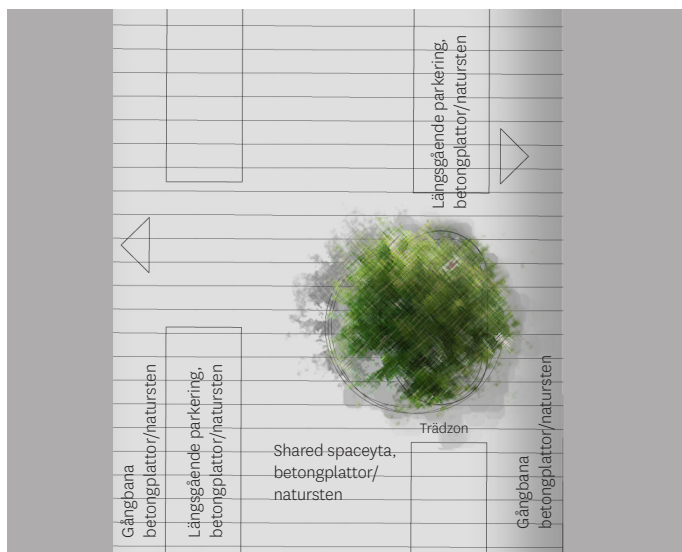 Längsgående parkering,
betongplattor/natursten
Gångbana
betongplattor/natursten
Längsgående parkering,
betongplattor/natursten
Shared spaceyta,
betongplattor/
natursten
Trädzon
Gångbana
betongplattor/natursten